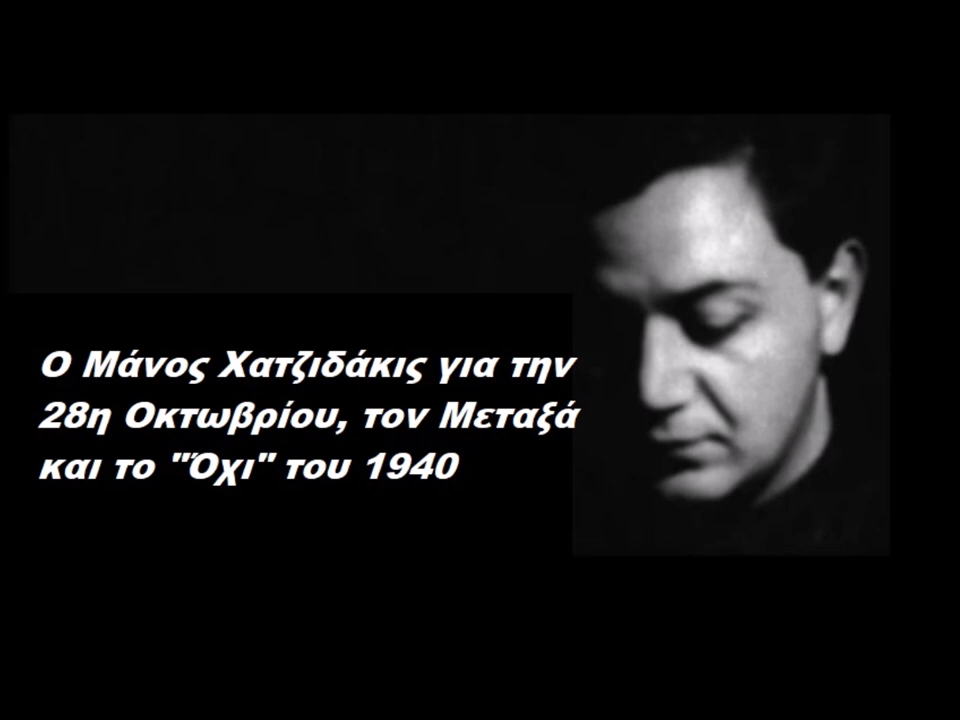 Ο Μάνος Χατζιδάκις για την
28η Οκτωβρίου, τον Μεταξά
και το "Όχι" του 1940